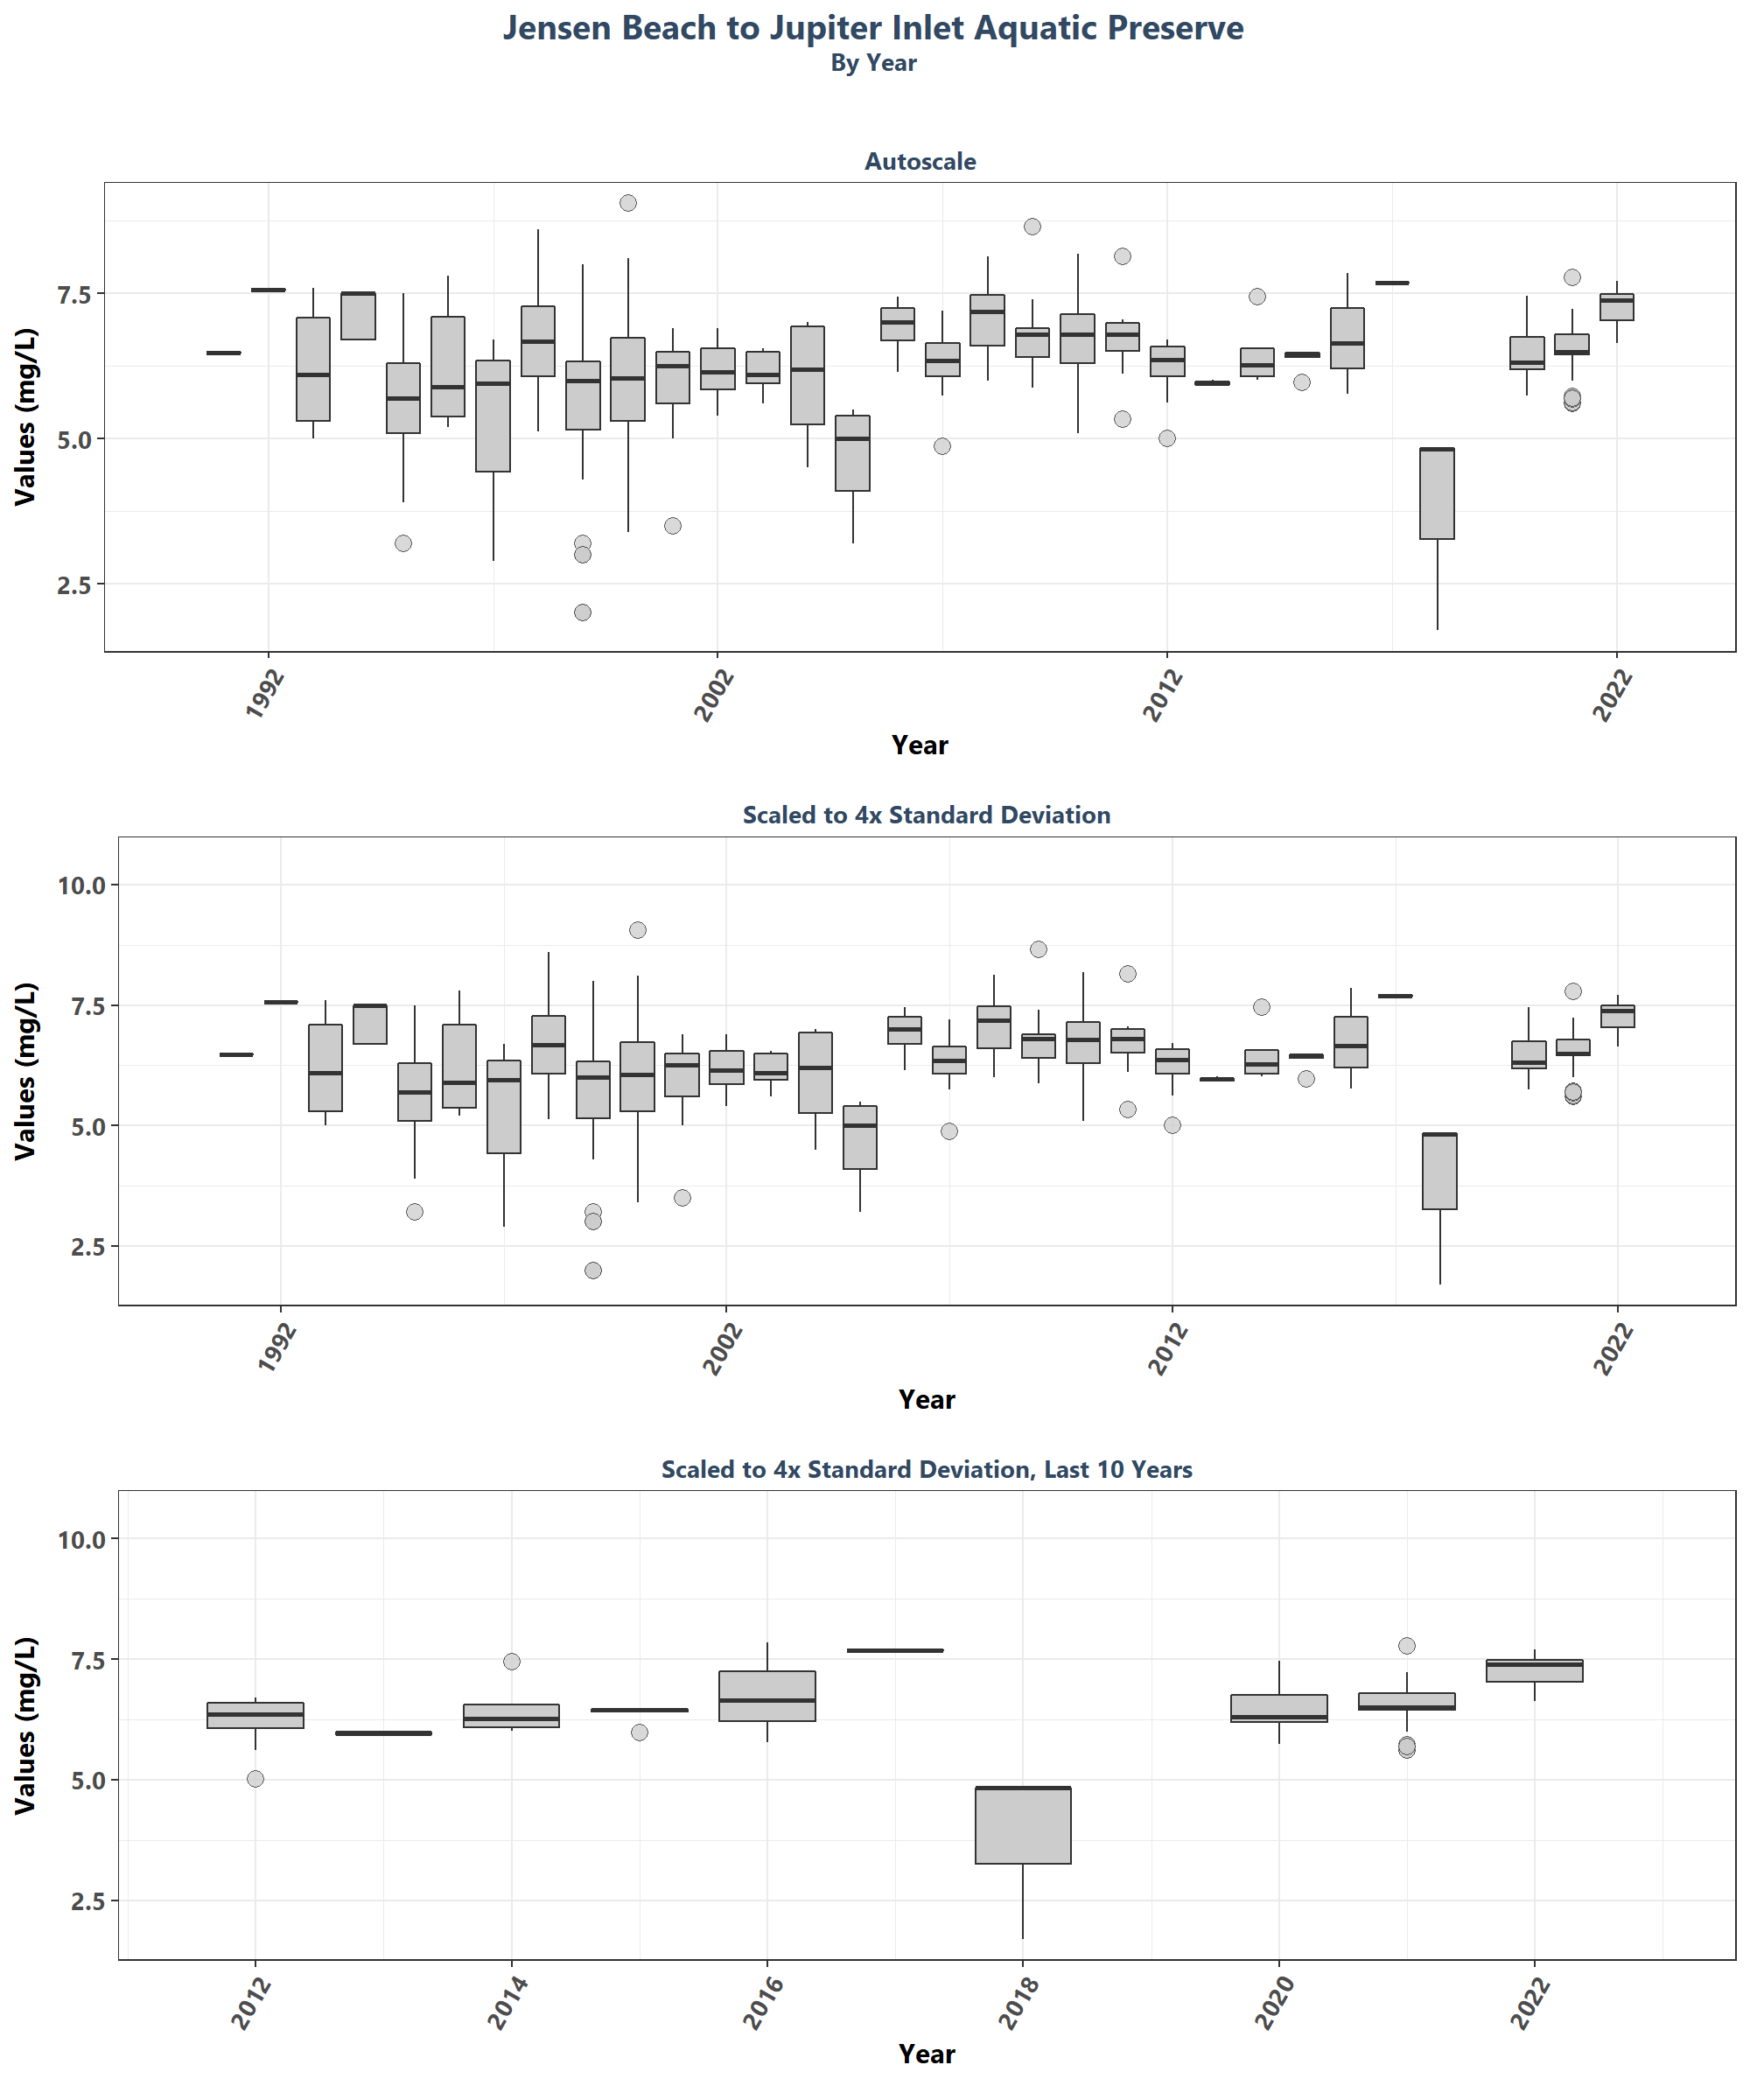 Jensen Beach to Jupiter Inlet Aquatic Preserve
By Year
Autoscale
Values (mg/L)
7.5
5.0
2.5
1992
2002
2012
2022
Year
Scaled to 4x Standard Deviation
Values (mg/L)
10.0
7.5
5.0
2.5
1992
2002
2012
2022
Year
Scaled to 4x Standard Deviation, Last 10 Years
Values (mg/L)
10.0
7.5
5.0
2.5
2012
2014
2016
2018
2020
2022
Year